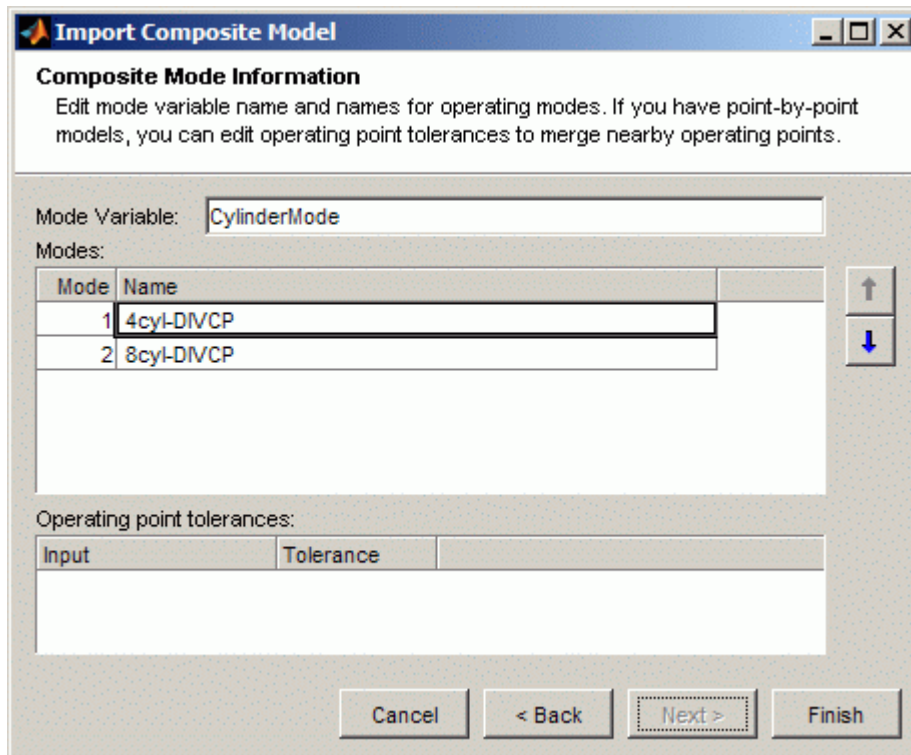 Import Composite Model
Composite Mode Information
Edit mode variable name and names for operating modes. If you have point-by-point
models, you can edit operating point tolerances to merge nearby operating points.
Mode Variable: CylinderMode
Modes:
Mode Name
1 4cyl-DIVCP
2 8cyl-DIVCP
Operating point tolerances:
Input Tolerance
Cancel < Back Next > Finish